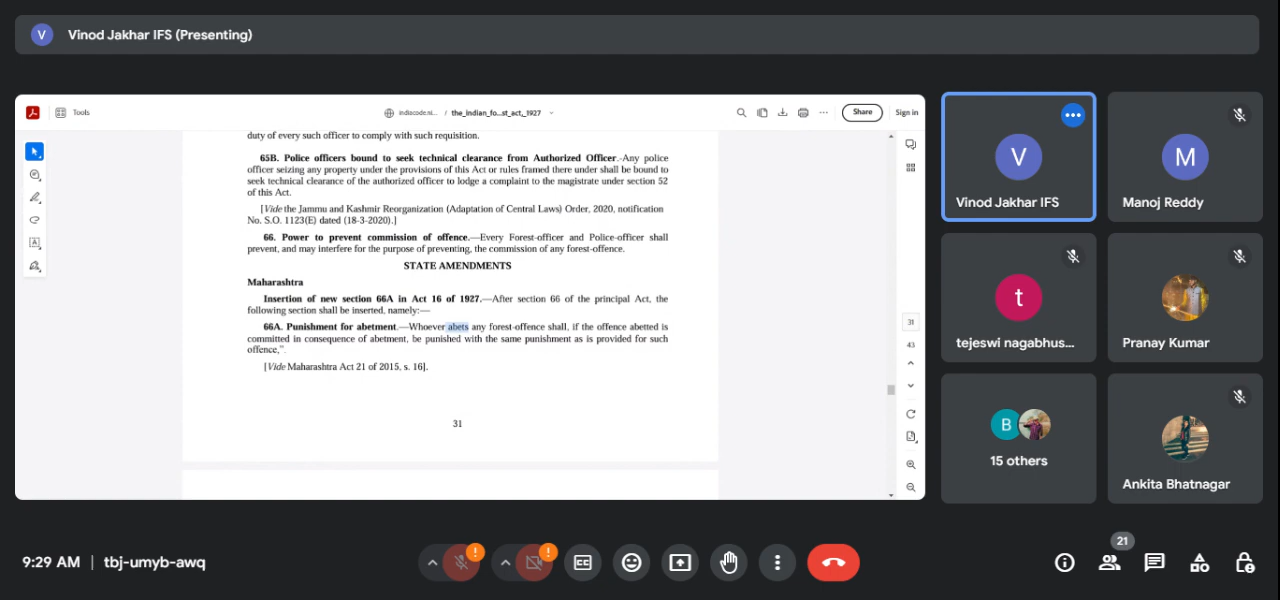 V Vinod Jakhar IFS (Presenting)
Tools
indiacode.ni... / the_indian_fo...st_act,_1927
Share
Sign in
duty of every such officer to comply with such requisition.
65B. Police officers bound to seek technical clearance from Authorized Officer.-Any police
officer seizing any property under the provisions of this Act or rules framed there under shall be bound to
seek technical clearance of the authorized officer to lodge a complaint to the magistrate under section 52
of this Act.
[Vide the Jammu and Kashmir Reorganization (Adaptation of Central Laws) Order, 2020, notification
No. S.O. 1123(E) dated (18-3-2020).]
66. Power to prevent commission of offence.—Every Forest-officer and Police-officer shall
prevent, and may interfere for the purpose of preventing, the commission of any forest-offence.
STATE AMENDMENTS
Maharashtra
Insertion of new section 66A in Act 16 of 1927.—After section 66 of the principal Act, the
following section shall be inserted, namely:—
66A. Punishment for abetment.—Whoever abets any forest-offence shall, if the offence abetted is
committed in consequence of abetment, be punished with the same punishment as is provided for such
offence,”.
[Vide Maharashtra Act 21 of 2015, s. 16].
31
31
43
V
Vinod Jakhar IFS
M
Manoj Reddy
t
tejeswi nagabhus...
Pranay Kumar
B
15 others
Ankita Bhatnagar
9:29 AM | tbj-umyb-awq
CC
21